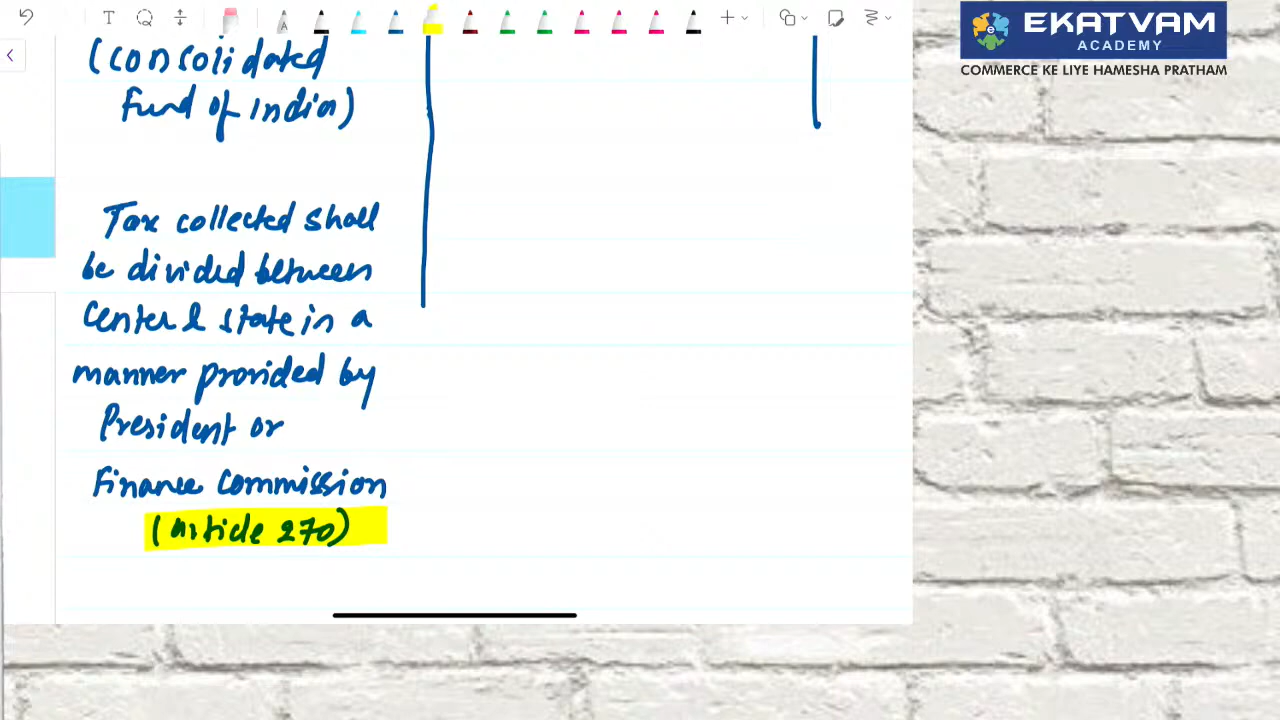 EKATVAM
ACADEMY
COMMERCE KE LIYE HAMESHA PRATHAM
(consolidated
Fund of India)
Tax collected shall
be divided between
Center & state in a
manner provided by
President or
Finance Commission
(Article 270)